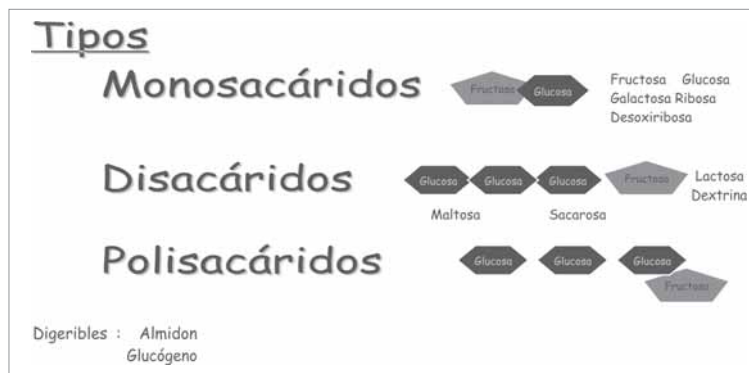 Tipos
Monosacáridos
Fructosa Glucosa
Fructosa Glucosa
Galactosa Ribosa
Desoxiribosa
Disacáridos
Glucosa Glucosa Glucosa Fructosa
Lactosa
Dextrina
Maltosa Sacarosa
Polisacáridos
Glucosa Glucosa Glucosa
Fructosa
Digeribles : Almidon
Glucógeno